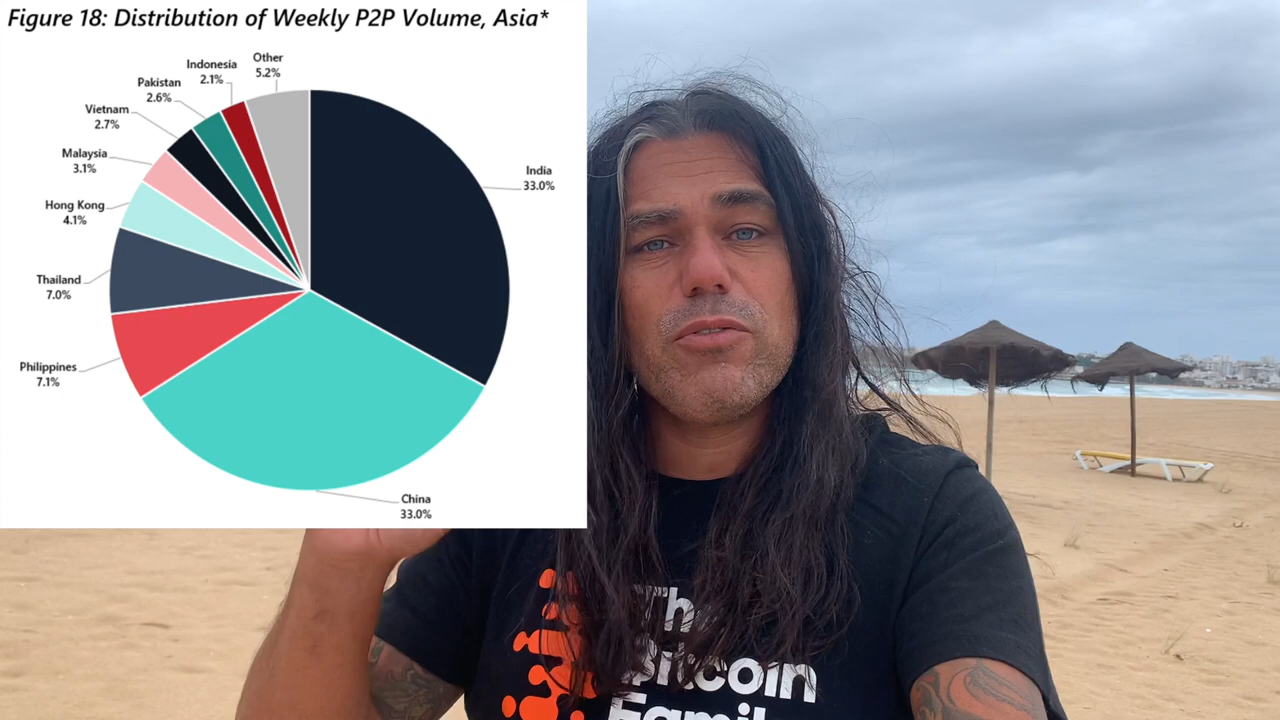 Figure 18: Distribution of Weekly P2P Volume, Asia*
Other
5.2%
Indonesia
2.1%
Pakistan
2.6%
Vietnam
2.7%
Malaysia
3.1%
Hong Kong
4.1%
Thailand
7.0%
Philippines
7.1%
India
33.0%
China
33.0%
The
Bitcoin